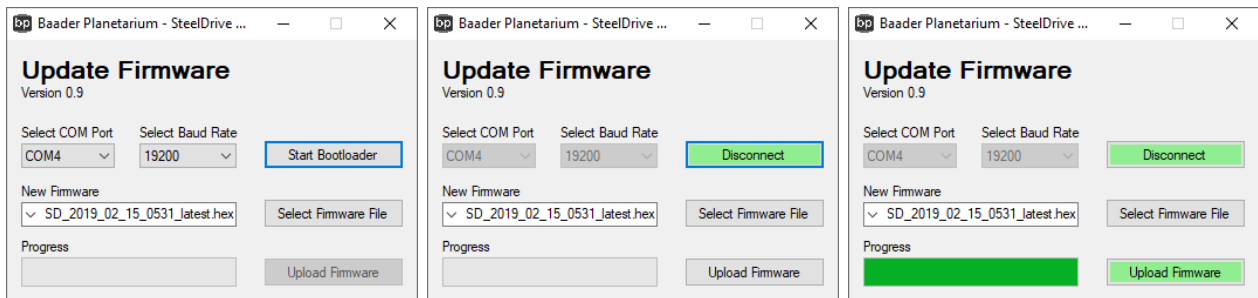 bp Baader Planetarium - SteelDrive ...
Update Firmware
Version 0.9
Select COM Port Select Baud Rate
COM4 19200 Start Bootloader
New Firmware
SD_2019_02_15_0531_latest.hex Select Firmware File
Progress
Upload Firmware
bp Baader Planetarium - SteelDrive ...
Update Firmware
Version 0.9
Select COM Port Select Baud Rate
COM4 19200 Disconnect
New Firmware
SD_2019_02_15_0531_latest.hex Select Firmware File
Progress
Upload Firmware
bp Baader Planetarium - SteelDrive ...
Update Firmware
Version 0.9
Select COM Port Select Baud Rate
COM4 19200 Disconnect
New Firmware
SD_2019_02_15_0531_latest.hex Select Firmware File
Progress
Upload Firmware